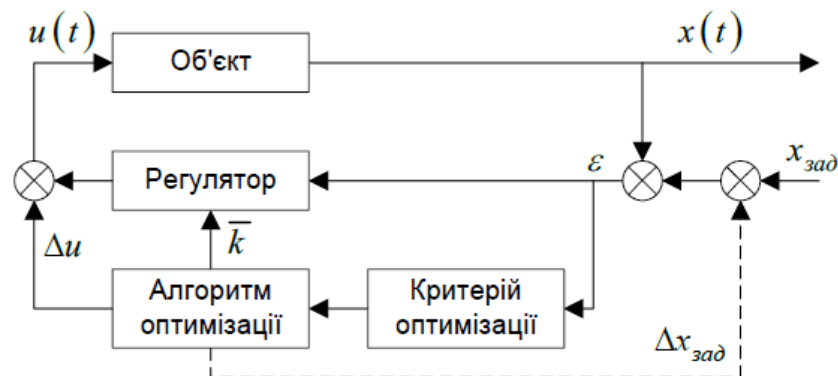 u(t)
Об'єкт
x(t)
Регулятор
ε
x_зад
Δu
k̅
Алгоритм
оптимізації
Критерій
оптимізації
Δx_зад